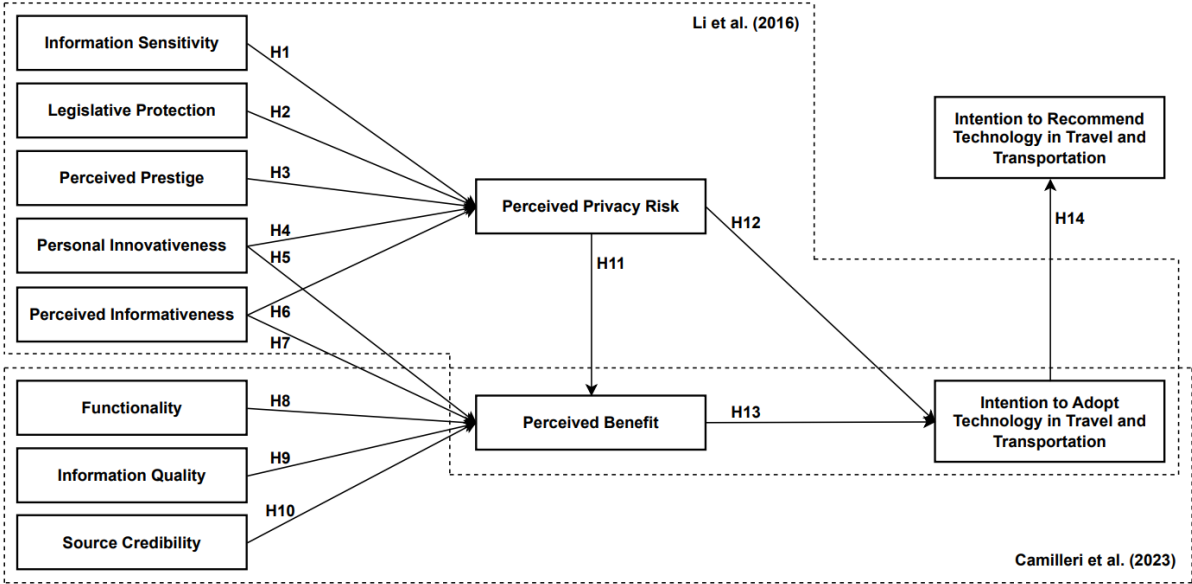 Li et al. (2016)
Information Sensitivity
H1
Legislative Protection
H2
Perceived Prestige
H3
Personal Innovativeness
H4
H5
Perceived Informativeness
H6
H7
Perceived Privacy Risk
H11
H12
Intention to Recommend
Technology in Travel and
Transportation
H14
Functionality
H8
Information Quality
H9
Source Credibility
H10
Perceived Benefit
H13
Intention to Adopt
Technology in Travel and
Transportation
Camilleri et al. (2023)